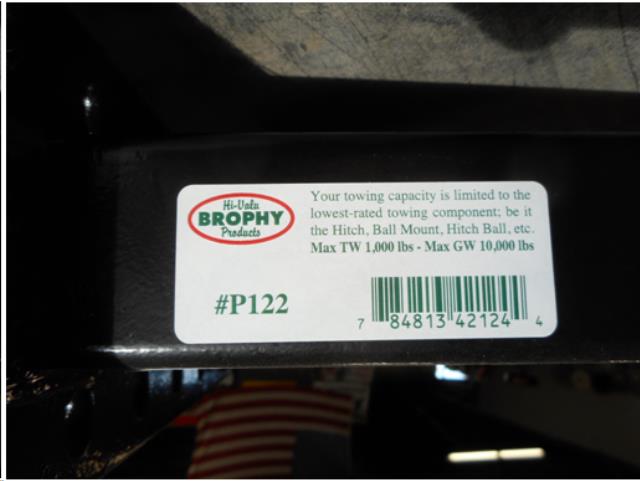 Hi-Valu
BROPHY
Products
Your towing capacity is limited to the
lowest-rated towing component; be it
the Hitch, Ball Mount, Hitch Ball, etc.
Max TW 1,000 lbs - Max GW 10,000 lbs
#P122
7 84813 42124 4